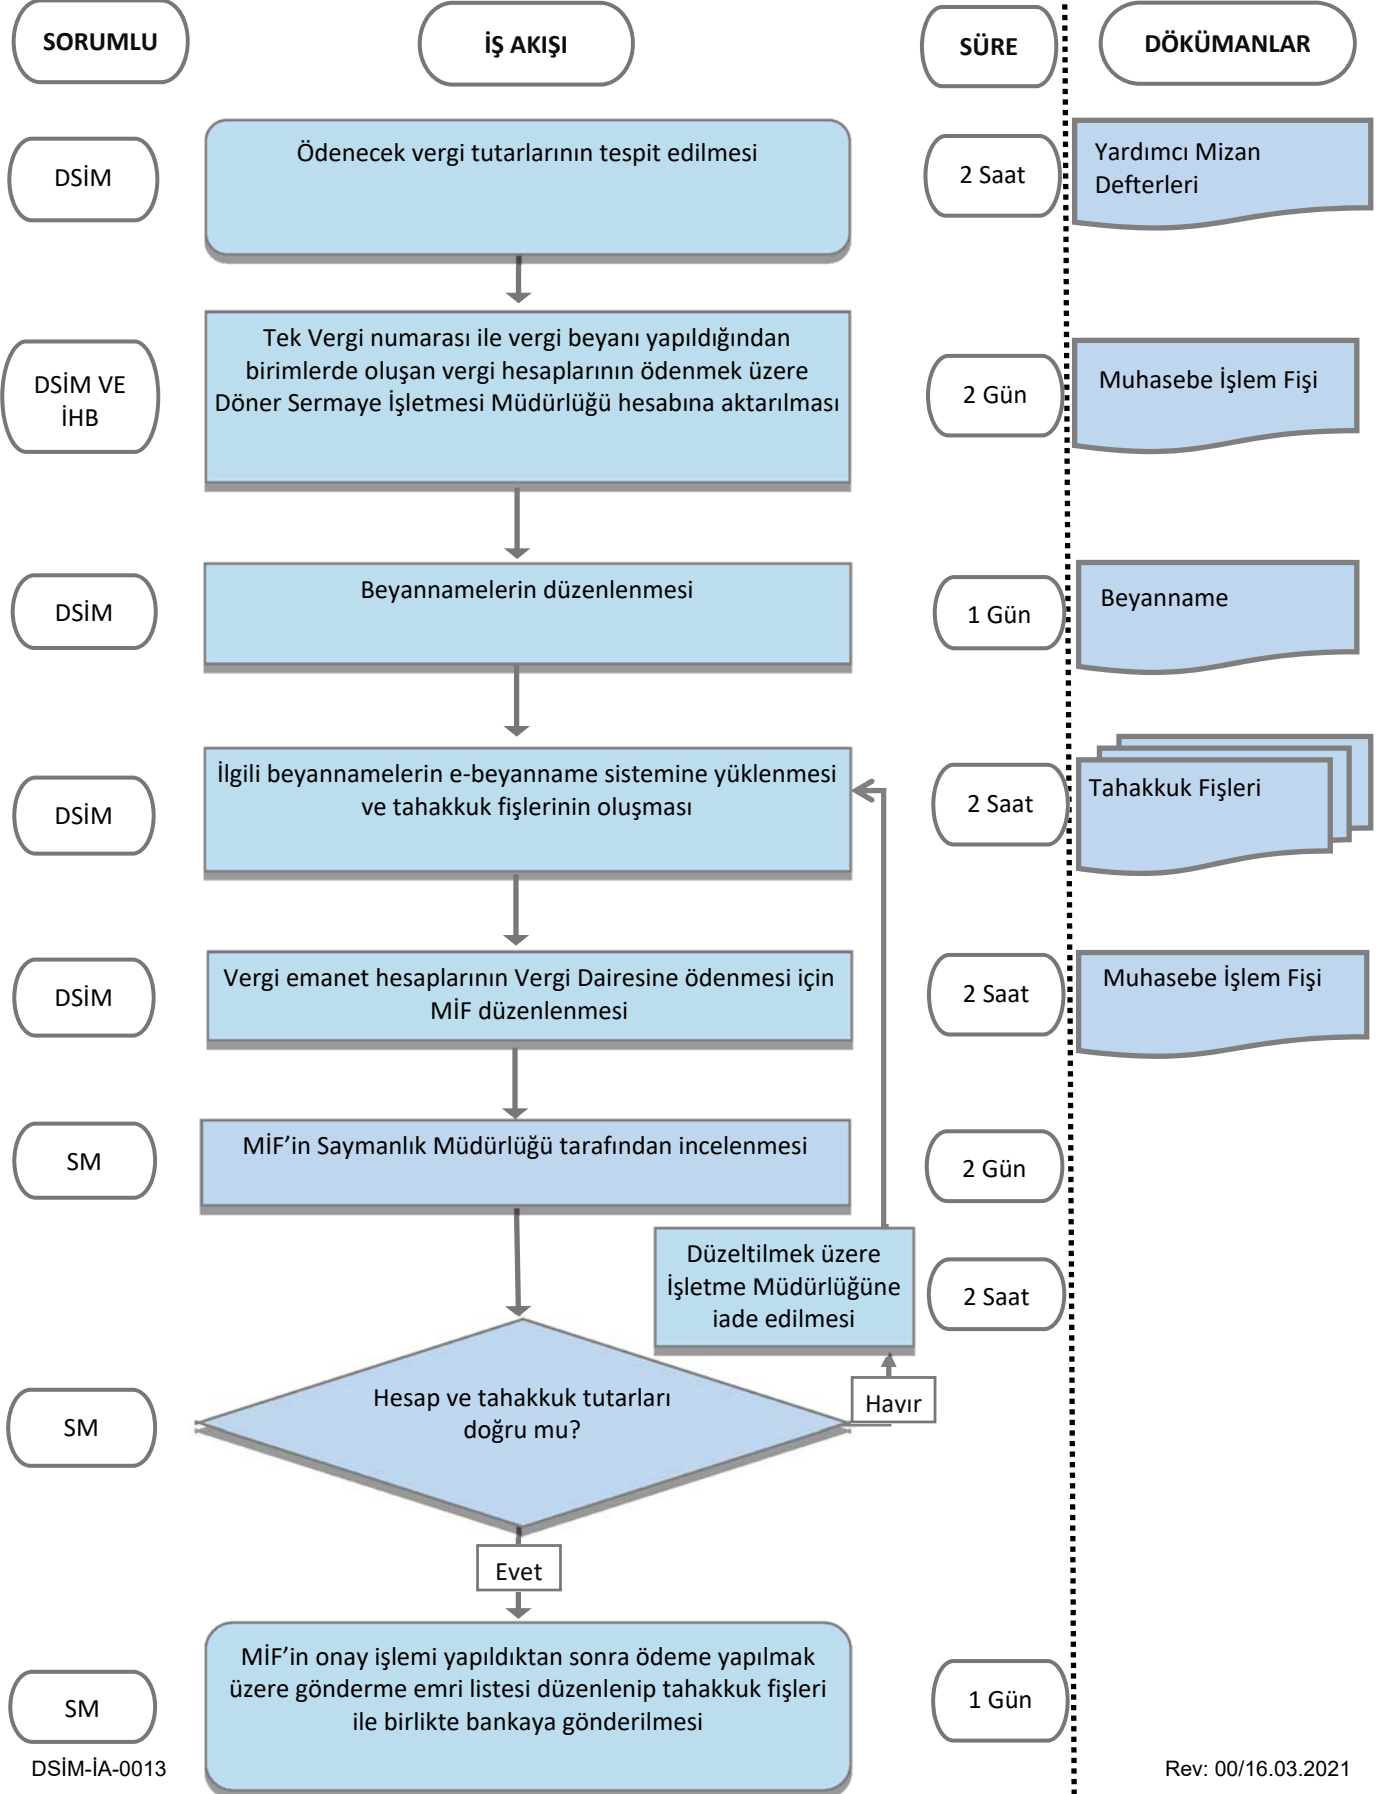 SORUMLU
İŞ AKIŞI
SÜRE
DÖKÜMANLAR
DSİM
Ödenecek vergi tutarlarının tespit edilmesi
2 Saat
Yardımcı Mizan
Defterleri
DSİM VE
İHB
Tek Vergi numarası ile vergi beyanı yapıldığından
birimlerde oluşan vergi hesaplarının ödenmek üzere
Döner Sermaye İşletmesi Müdürlüğü hesabına aktarılması
2 Gün
Muhasebe İşlem Fişi
DSİM
Beyannamelerin düzenlenmesi
1 Gün
Beyanname
DSİM
İlgili beyannamelerin e-beyanname sistemine yüklenmesi
ve tahakkuk fişlerinin oluşması
2 Saat
Tahakkuk Fişleri
DSİM
Vergi emanet hesaplarının Vergi Dairesine ödenmesi için
MİF düzenlenmesi
2 Saat
Muhasebe İşlem Fişi
SM
MİF’in Saymanlık Müdürlüğü tarafından incelenmesi
2 Gün
Düzeltilmek üzere
İşletme Müdürlüğüne
iade edilmesi
2 Saat
SM
Hesap ve tahakkuk tutarları
doğru mu?
Hayır
Evet
SM
MİF’in onay işlemi yapıldıktan sonra ödeme yapılmak
üzere gönderme emri listesi düzenlenip tahakkuk fişleri
ile birlikte bankaya gönderilmesi
1 Gün
DSİM-İA-0013
Rev: 00/16.03.2021